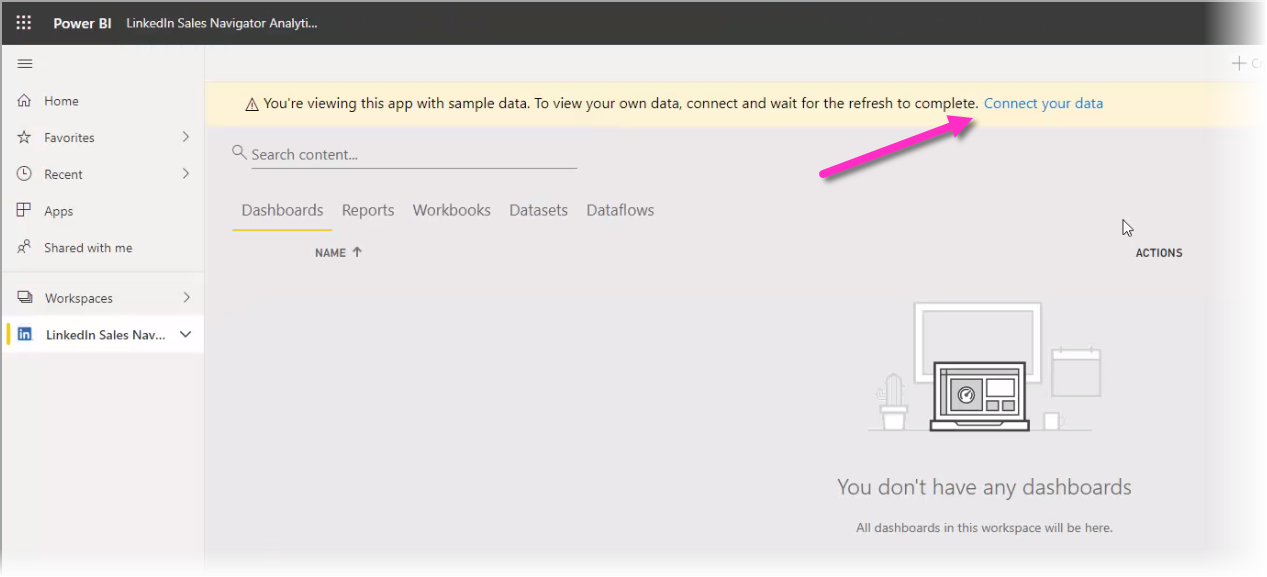 Power BI LinkedIn Sales Navigator Analyti...
You're viewing this app with sample data. To view your own data, connect and wait for the refresh to complete. Connect your data
Home
Favorites
Recent
Apps
Shared with me
Workspaces
in LinkedIn Sales Nav...
Search content...
Dashboards Reports Workbooks Datasets Dataflows
NAME ACTIONS
You don't have any dashboards
All dashboards in this workspace will be here.